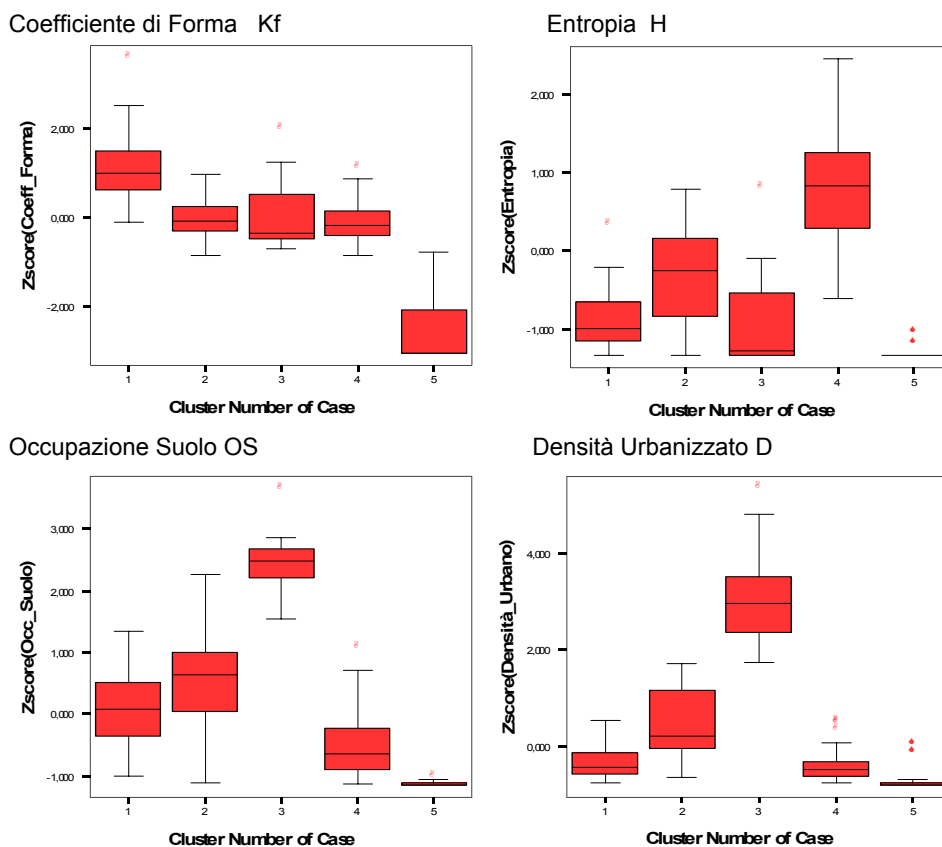 Coefficiente di Forma Kf
Zscore(Coeff_Forma)
2,000
0,000
-2,000
1 2 3 4 5
Cluster Number of Case
Entropia H
Zscore(Entropia)
2,000
1,000
0,000
-1,000
1 2 3 4 5
Cluster Number of Case
Occupazione Suolo OS
Zscore(Occ_Suolo)
3,000
2,000
1,000
0,000
-1,000
1 2 3 4 5
Cluster Number of Case
Densità Urbanizzato D
Zscore(Densità_Urbano)
4,000
2,000
0,000
1 2 3 4 5
Cluster Number of Case